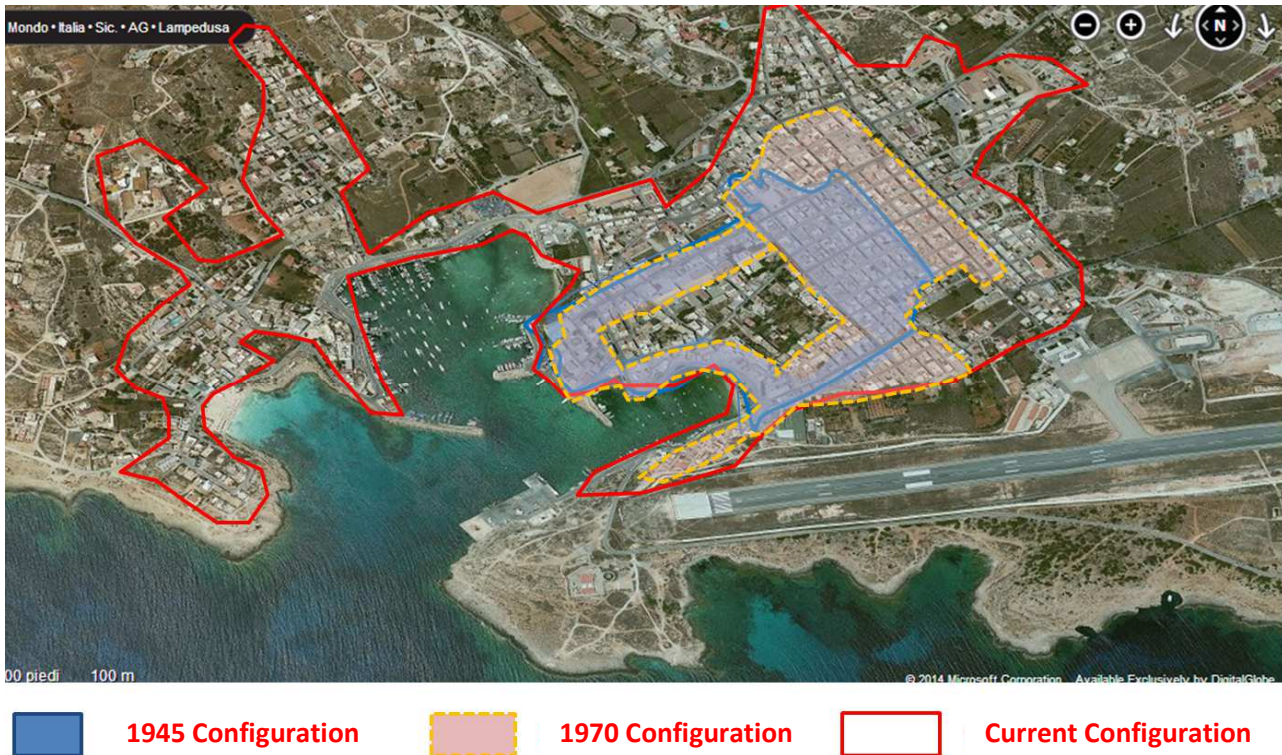 Mondo • Italia • Sic. • AG • Lampedusa
N
00 piedi 100 m
© 2014 Microsoft Corporation Available Exclusively by DigitalGlobe
1945 Configuration 1970 Configuration Current Configuration